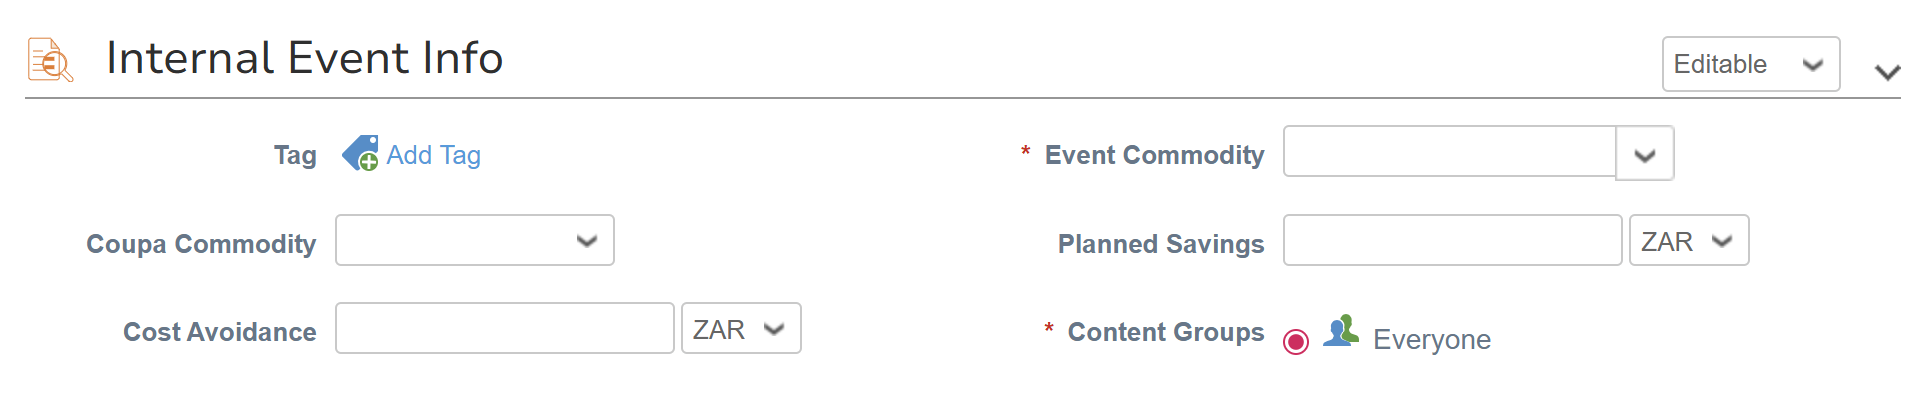 Internal Event Info
Editable
Tag Add Tag
* Event Commodity
Coupa Commodity
Planned Savings ZAR
Cost Avoidance ZAR
* Content Groups Everyone